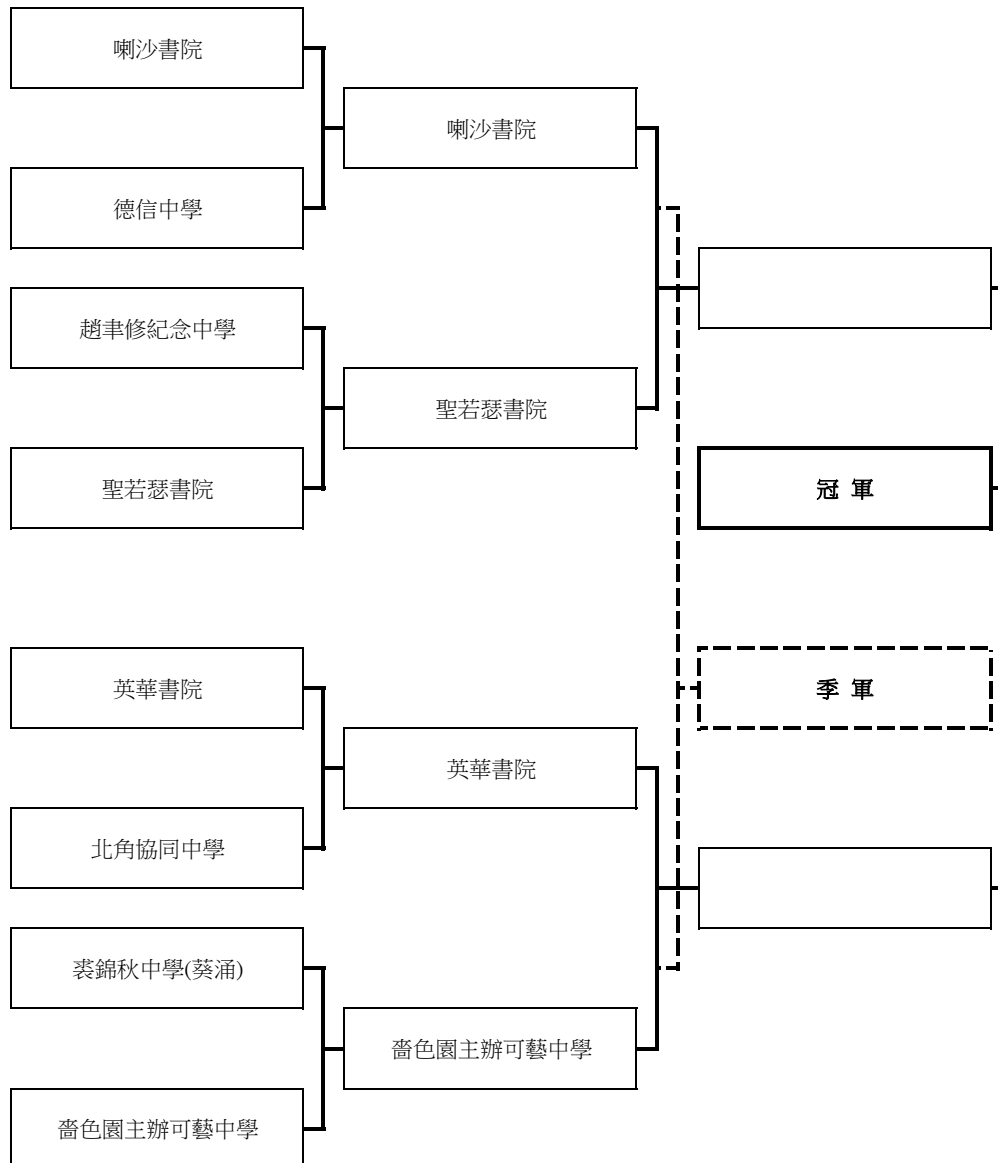 喇沙書院
喇沙書院
德信中學
趙聿修紀念中學
聖若瑟書院
聖若瑟書院
冠 軍
英華書院
季 軍
英華書院
北角協同中學
裘錦秋中學(葵涌)
嗇色園主辦可藝中學
嗇色園主辦可藝中學